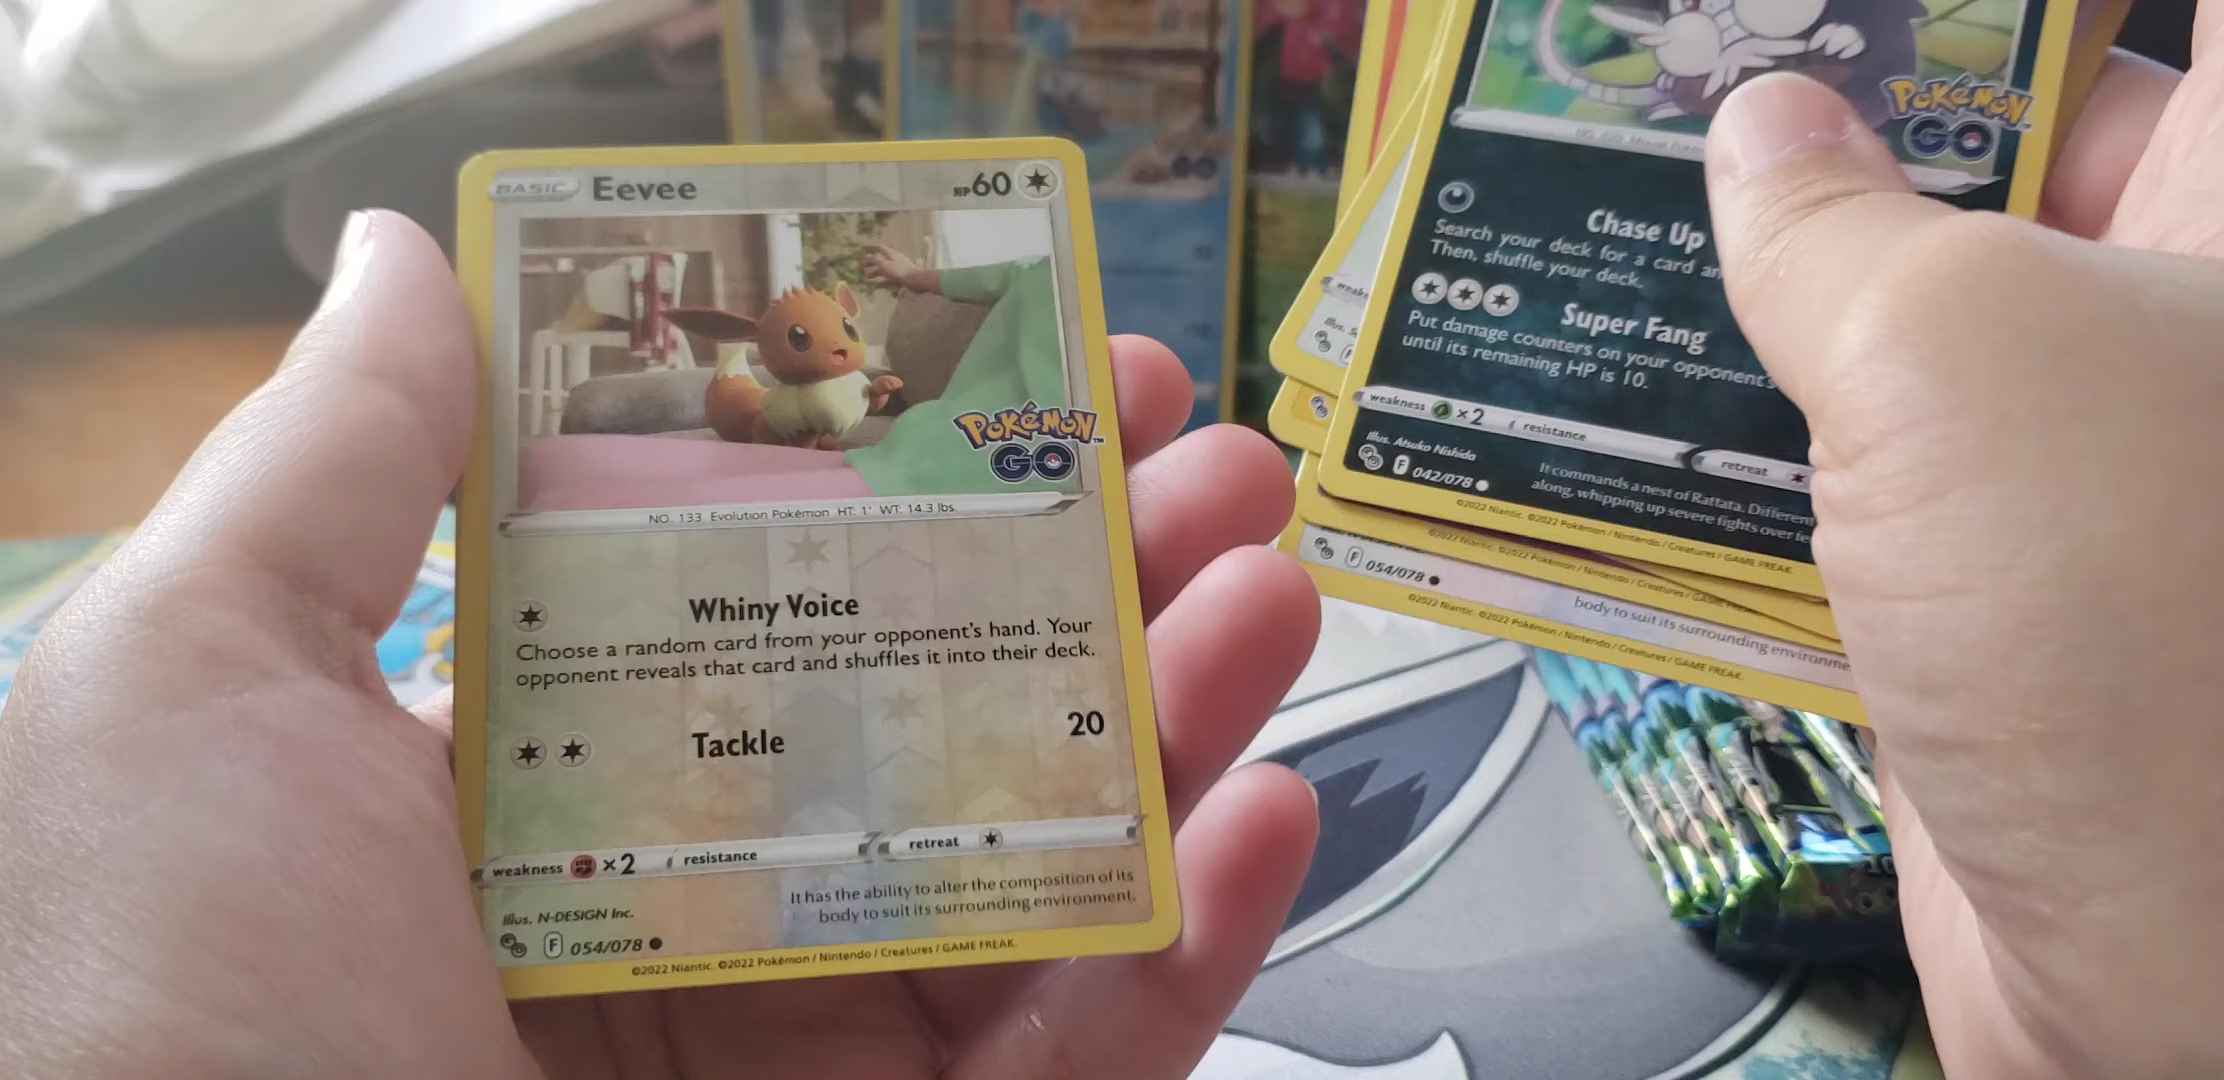 BASIC Eevee HP60
POKéMON™
GO
NO. 133 Evolution Pokémon HT: 1' WT: 14.3 lbs.
Whiny Voice
Choose a random card from your opponent's hand. Your
opponent reveals that card and shuffles it into their deck.
Tackle 20
weakness ×2 resistance retreat
It has the ability to alter the composition of its
body to suit its surrounding environment.
Illus. N-DESIGN Inc.
F 054/078
©2022 Niantic. ©2022 Pokémon / Nintendo / Creatures / GAME FREAK.
POKéMON™
GO
Chase Up
Search your deck for a card
Then, shuffle your deck.
Super Fang
Put damage counters on your opponent's
until its remaining HP is 10.
weakness ×2 resistance retreat
Illus. Atsuko Nishida
F 042/078
It commands a nest of Rattata. Different
along, whipping up severe fights over
©2022 Niantic. ©2022 Pokémon / Nintendo / Creatures / GAME FREAK.
©2022 Niantic. ©2022 Pokémon / Nintendo / Creatures / GAME
F 054/078
body to suit its surrounding
©2022 Niantic. ©2022 Pokémon / Nintendo / Creatures / GAME FREAK.
GO